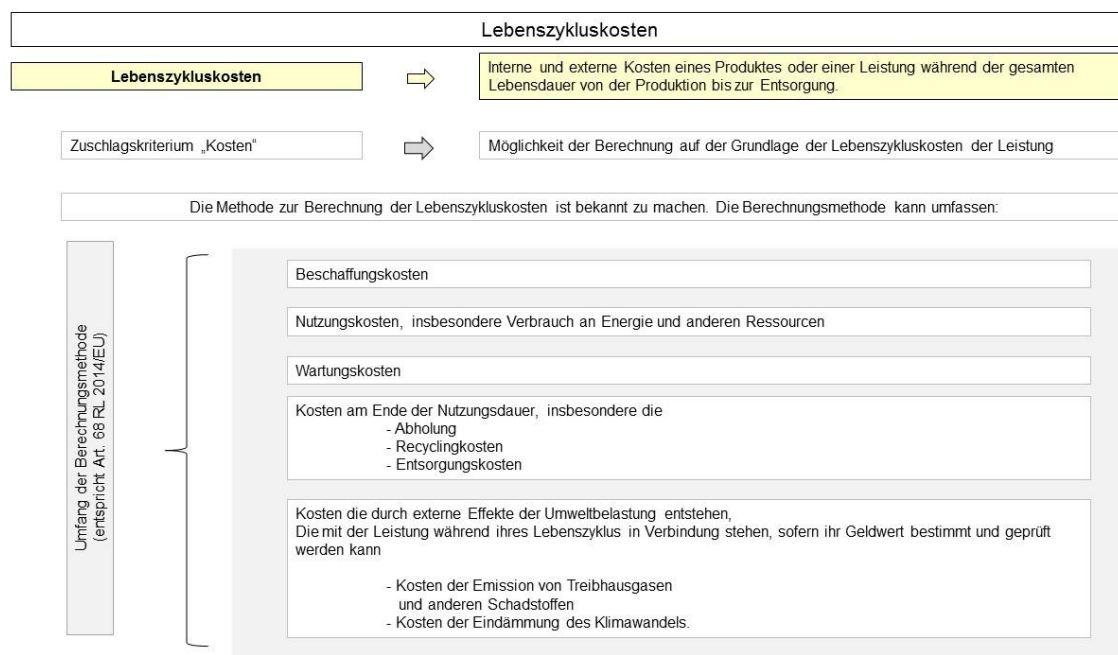 Lebenszykluskosten
Lebenszykluskosten
Interne und externe Kosten eines Produktes oder einer Leistung während der gesamten
Lebensdauer von der Produktion bis zur Entsorgung.
Zuschlagskriterium „Kosten“
Möglichkeit der Berechnung auf der Grundlage der Lebenszykluskosten der Leistung
Die Methode zur Berechnung der Lebenszykluskosten ist bekannt zu machen. Die Berechnungsmethode kann umfassen:
Umfang der Berechnungsmethode
(entspricht Art. 68 RL 2014/EU)
Beschaffungskosten
Nutzungskosten, insbesondere Verbrauch an Energie und anderen Ressourcen
Wartungskosten
Kosten am Ende der Nutzungsdauer, insbesondere die
- Abholung
- Recyclingkosten
- Entsorgungskosten
Kosten die durch externe Effekte der Umweltbelastung entstehen,
Die mit der Leistung während ihres Lebenszyklus in Verbindung stehen, sofern ihr Geldwert bestimmt und geprüft
werden kann
- Kosten der Emission von Treibhausgasen
und anderen Schadstoffen
- Kosten der Eindämmung des Klimawandels.